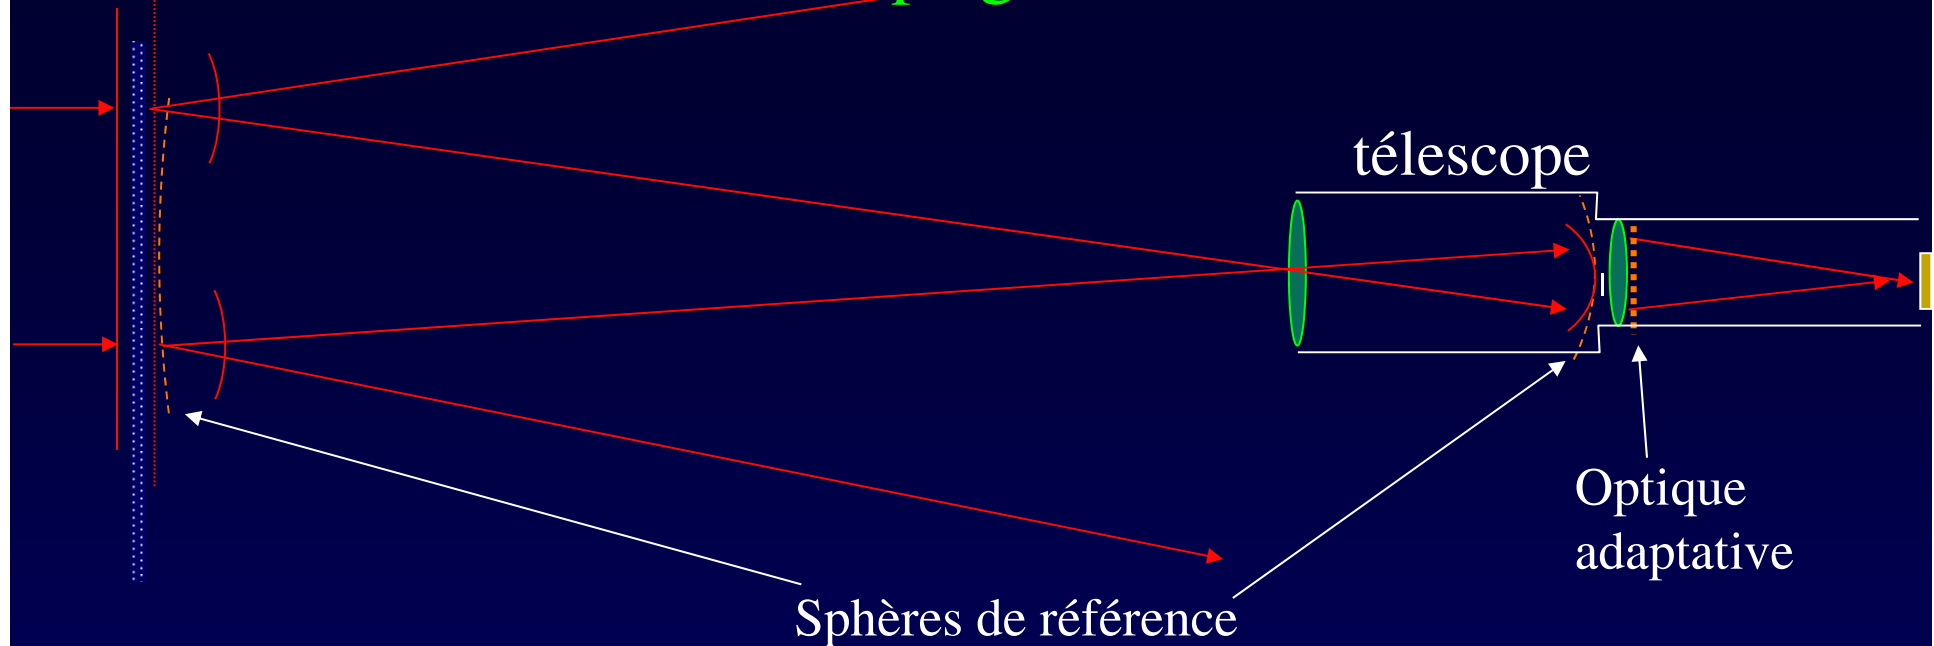 télescope
Optique
adaptative
Sphères de référence